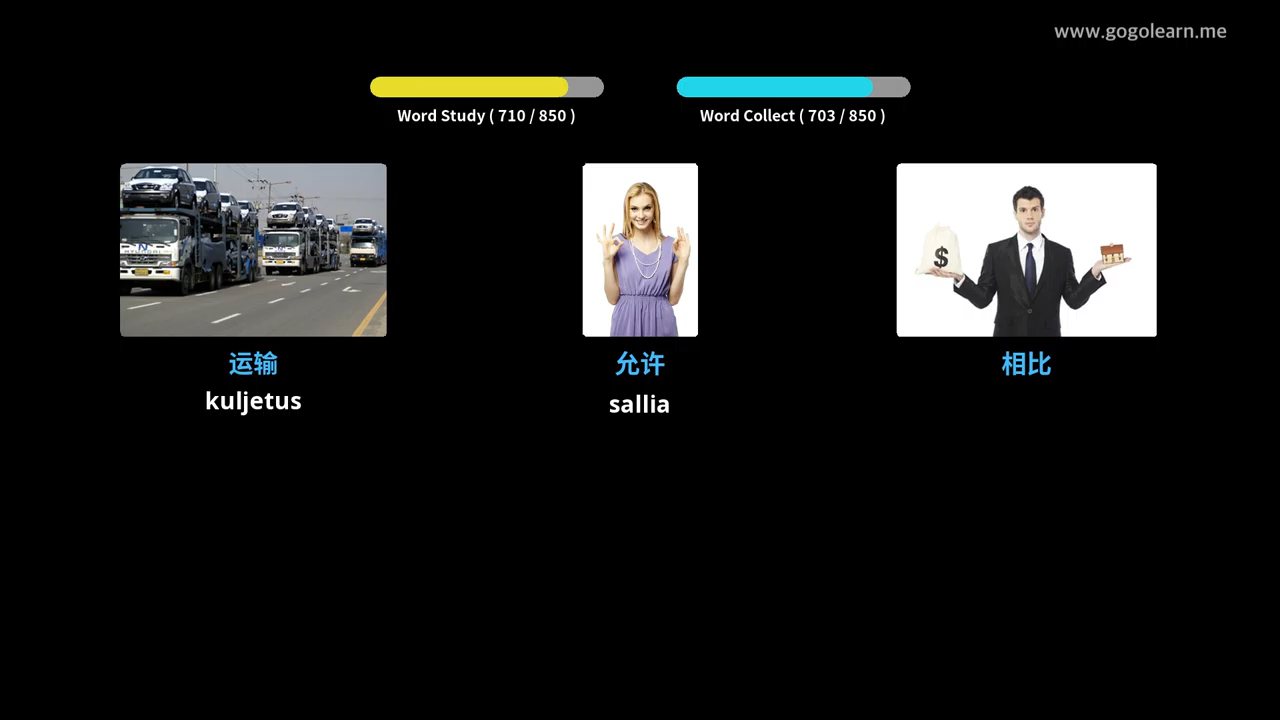 www.gogolearn.me
Word Study ( 710 / 850 )
Word Collect ( 703 / 850 )
$
运输
允许
相比
kuljetus
sallia